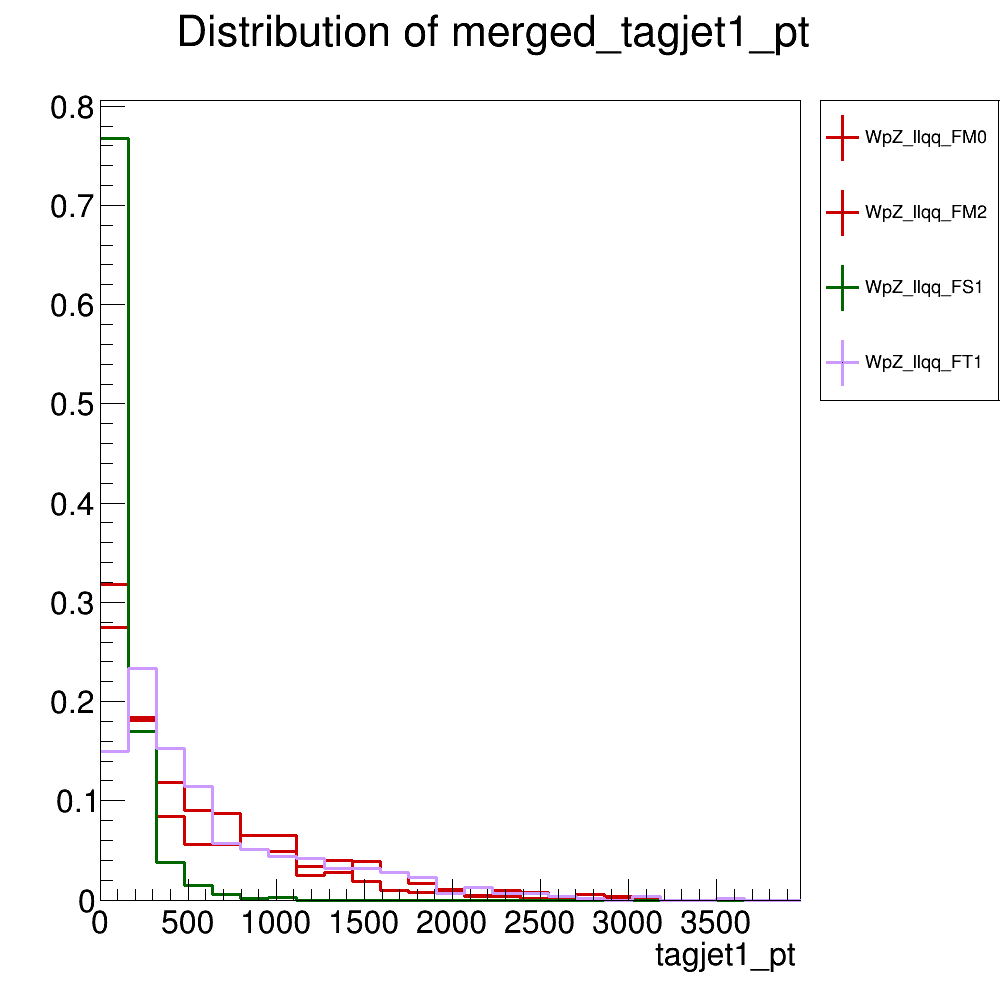 Distribution of merged_tagjet1_pt
0.8
0.7
0.6
0.5
0.4
0.3
0.2
0.1
0
0 500 1000 1500 2000 2500 3000 3500
tagjet1_pt
WpZ_llqq_FM0
WpZ_llqq_FM2
WpZ_llqq_FS1
WpZ_llqq_FT1